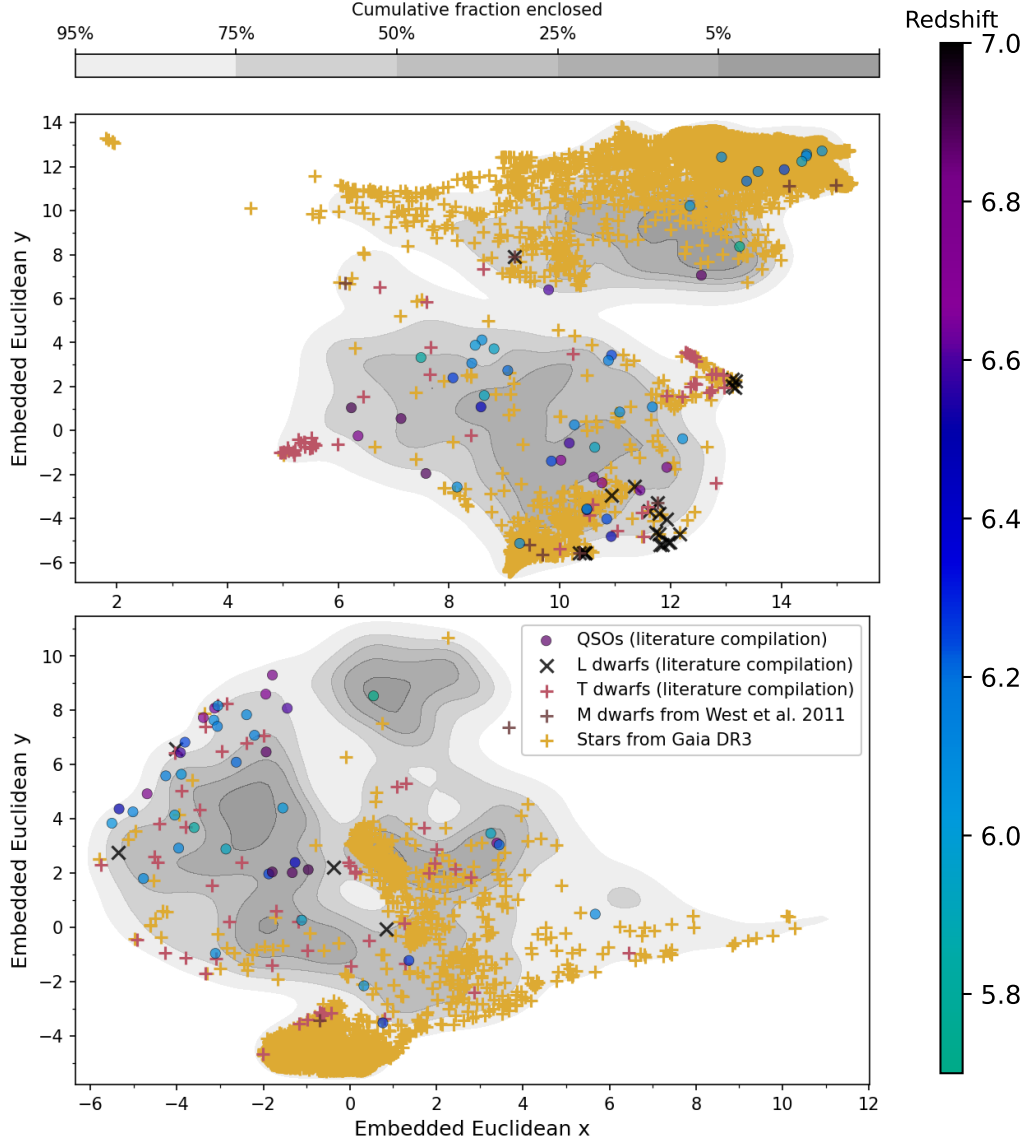 Cumulative fraction enclosed
95% 75% 50% 25% 5%
Redshift
7.0
6.8
6.6
6.4
6.2
6.0
5.8
Embedded Euclidean y
14
12
10
8
6
4
2
0
−2
−4
−6
2 4 6 8 10 12 14
QSOs (literature compilation)
L dwarfs (literature compilation)
T dwarfs (literature compilation)
M dwarfs from West et al. 2011
Stars from Gaia DR3
Embedded Euclidean y
10
8
6
4
2
0
−2
−4
−6 −4 −2 0 2 4 6 8 10 12
Embedded Euclidean x